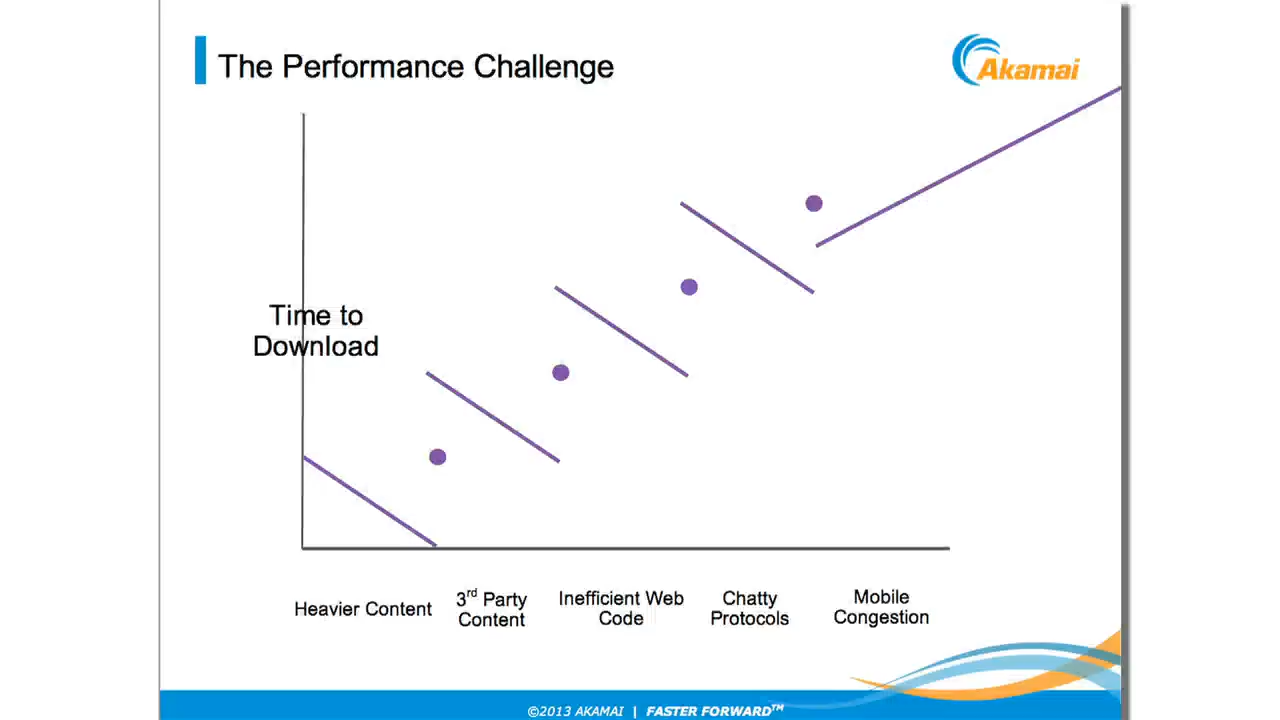 The Performance Challenge
Akamai
Time to
Download
Heavier Content
3rd Party
Content
Inefficient Web
Code
Chatty
Protocols
Mobile
Congestion
©2013 AKAMAI | FASTER FORWARD™